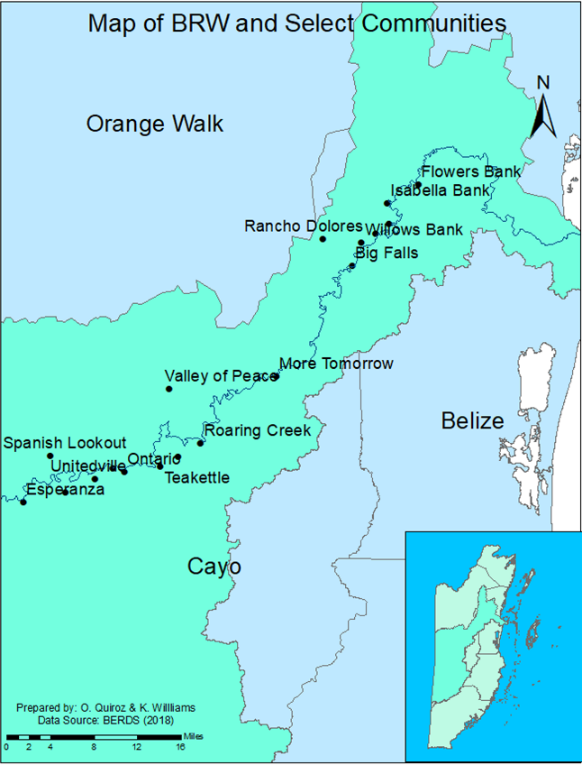 Map of BRW and Select Communities
N
Orange Walk
Flowers Bank
Isabella Bank
Rancho Dolores
Willows Bank
Big Falls
More Tomorrow
Valley of Peace
Belize
Roaring Creek
Spanish Lookout
Ontario
Unitedville
Teakettle
Esperanza
Cayo
Prepared by: O. Quiroz & K. Willliams
Data Source: BERDS (2018)
Miles
0 2 4 8 12 16